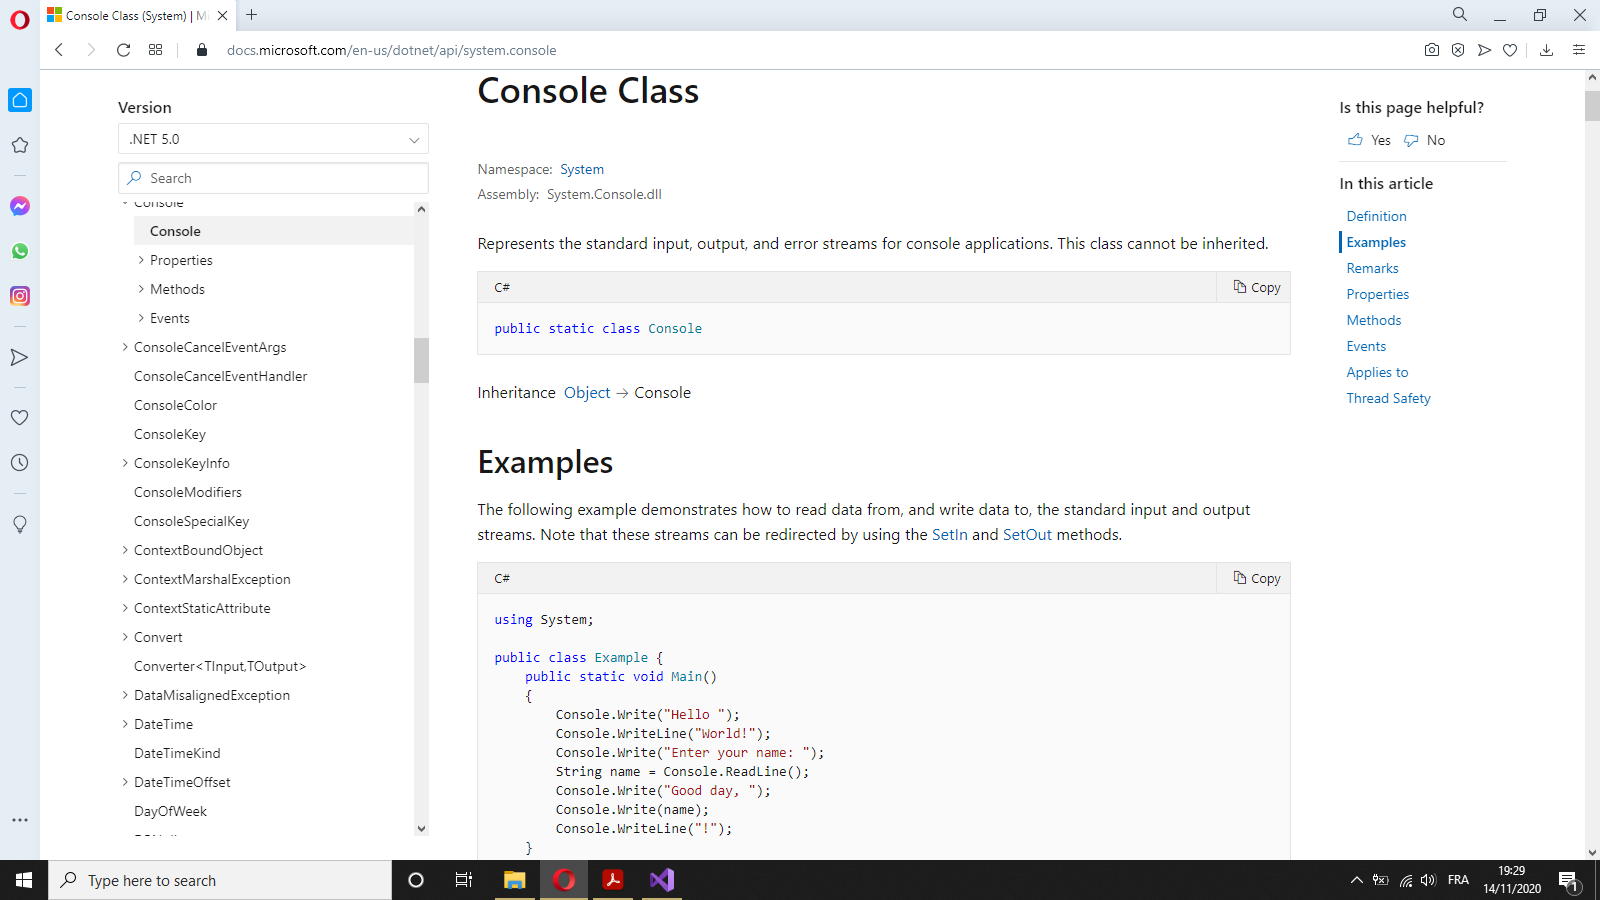 Console Class (System) | Mi
docs.microsoft.com/en-us/dotnet/api/system.console
Version
.NET 5.0
Search
Console
Console
Properties
Methods
Events
ConsoleCancelEventArgs
ConsoleCancelEventHandler
ConsoleColor
ConsoleKey
ConsoleKeyInfo
ConsoleModifiers
ConsoleSpecialKey
ContextBoundObject
ContextMarshalException
ContextStaticAttribute
Convert
Converter<TInput,TOutput>
DataMisalignedException
DateTime
DateTimeKind
DateTimeOffset
DayOfWeek
Console Class
Namespace: System
Assembly: System.Console.dll
Represents the standard input, output, and error streams for console applications. This class cannot be inherited.
C#
Copy
public static class Console
Inheritance Object → Console
Examples
The following example demonstrates how to read data from, and write data to, the standard input and output
streams. Note that these streams can be redirected by using the SetIn and SetOut methods.
C#
Copy
using System;
public class Example {
public static void Main()
{
Console.Write("Hello ");
Console.WriteLine("World!");
Console.Write("Enter your name: ");
String name = Console.ReadLine();
Console.Write("Good day, ");
Console.Write(name);
Console.WriteLine("!");
}
Is this page helpful?
Yes
No
In this article
Definition
Examples
Remarks
Properties
Methods
Events
Applies to
Thread Safety
Type here to search
FRA
19:29
14/11/2020
1